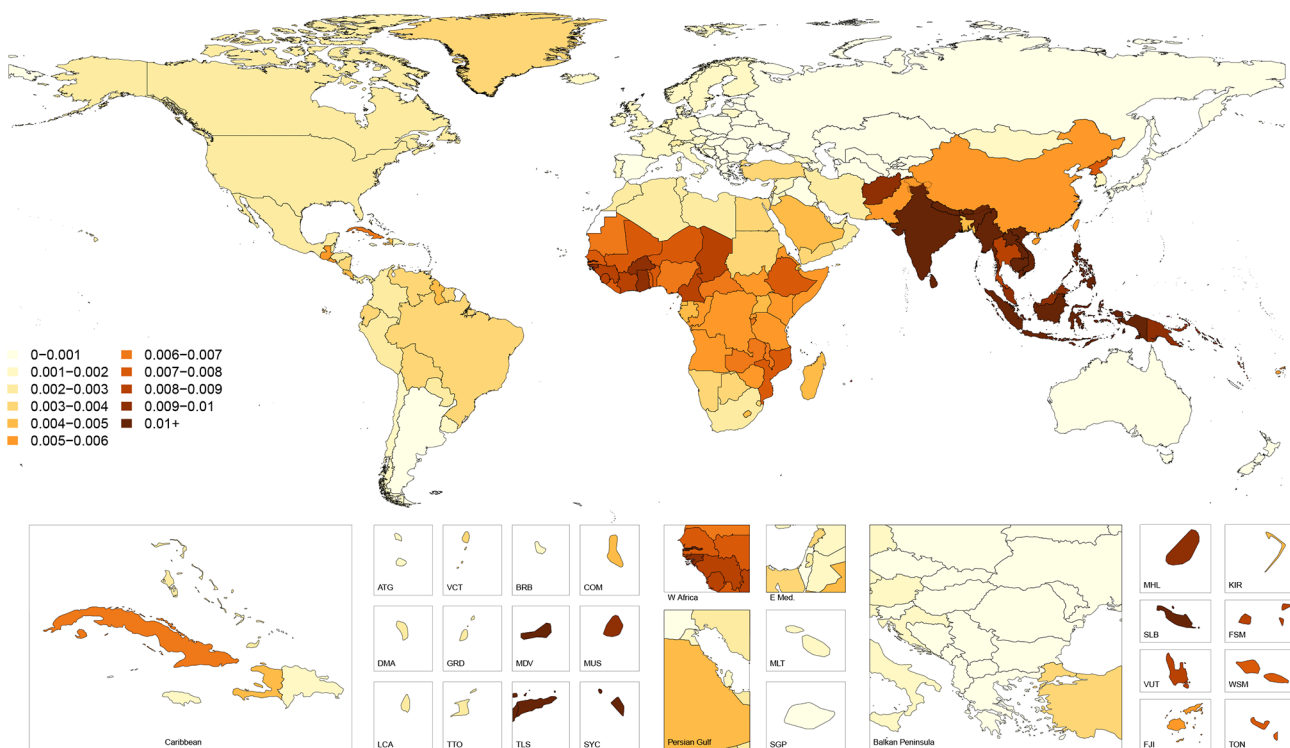 0−0.001
0.001−0.002
0.002−0.003
0.003−0.004
0.004−0.005
0.005−0.006
0.006−0.007
0.007−0.008
0.008−0.009
0.009−0.01
0.01+
Caribbean
ATG
VCT
BRB
COM
DMA
GRD
MDV
MUS
LCA
TTO
TLS
SYC
W Africa
E Med.
Persian Gulf
MLT
SGP
Balkan Peninsula
MHL
KIR
SLB
FSM
VUT
WSM
FJI
TON